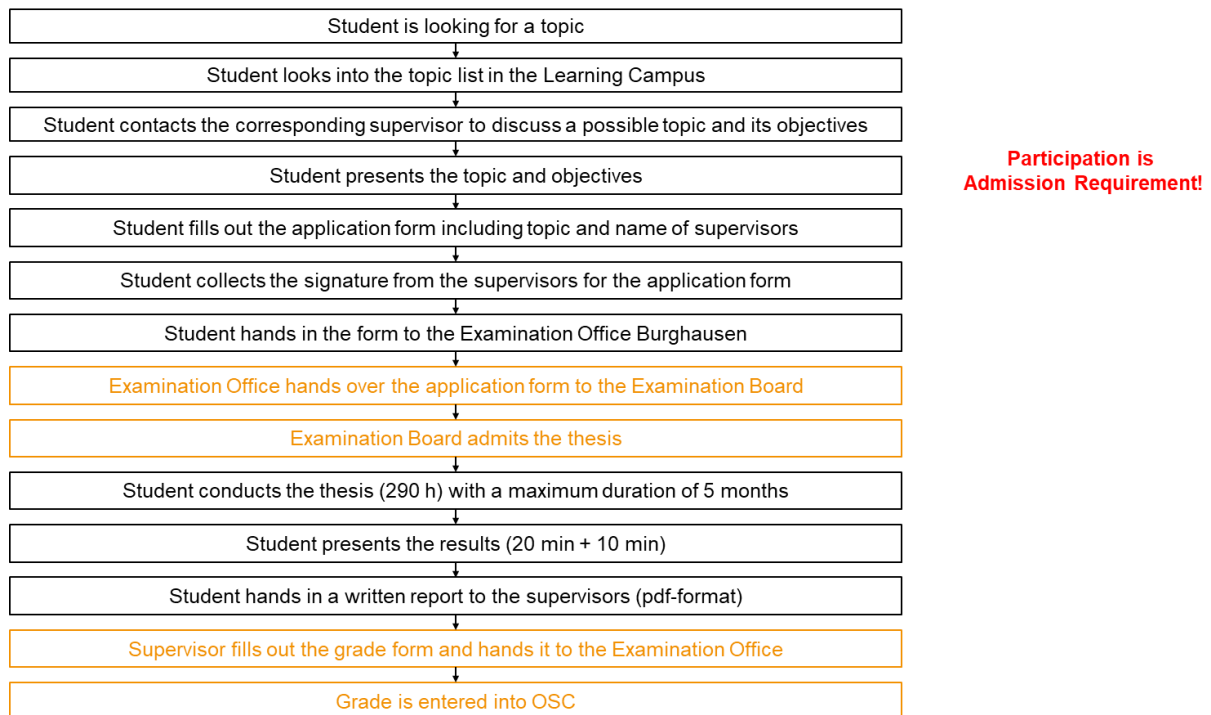 Student is looking for a topic
Student looks into the topic list in the Learning Campus
Student contacts the corresponding supervisor to discuss a possible topic and its objectives
Participation is
Admission Requirement!
Student presents the topic and objectives
Student fills out the application form including topic and name of supervisors
Student collects the signature from the supervisors for the application form
Student hands in the form to the Examination Office Burghausen
Examination Office hands over the application form to the Examination Board
Examination Board admits the thesis
Student conducts the thesis (290 h) with a maximum duration of 5 months
Student presents the results (20 min + 10 min)
Student hands in a written report to the supervisors (pdf-format)
Supervisor fills out the grade form and hands it to the Examination Office
Grade is entered into OSC